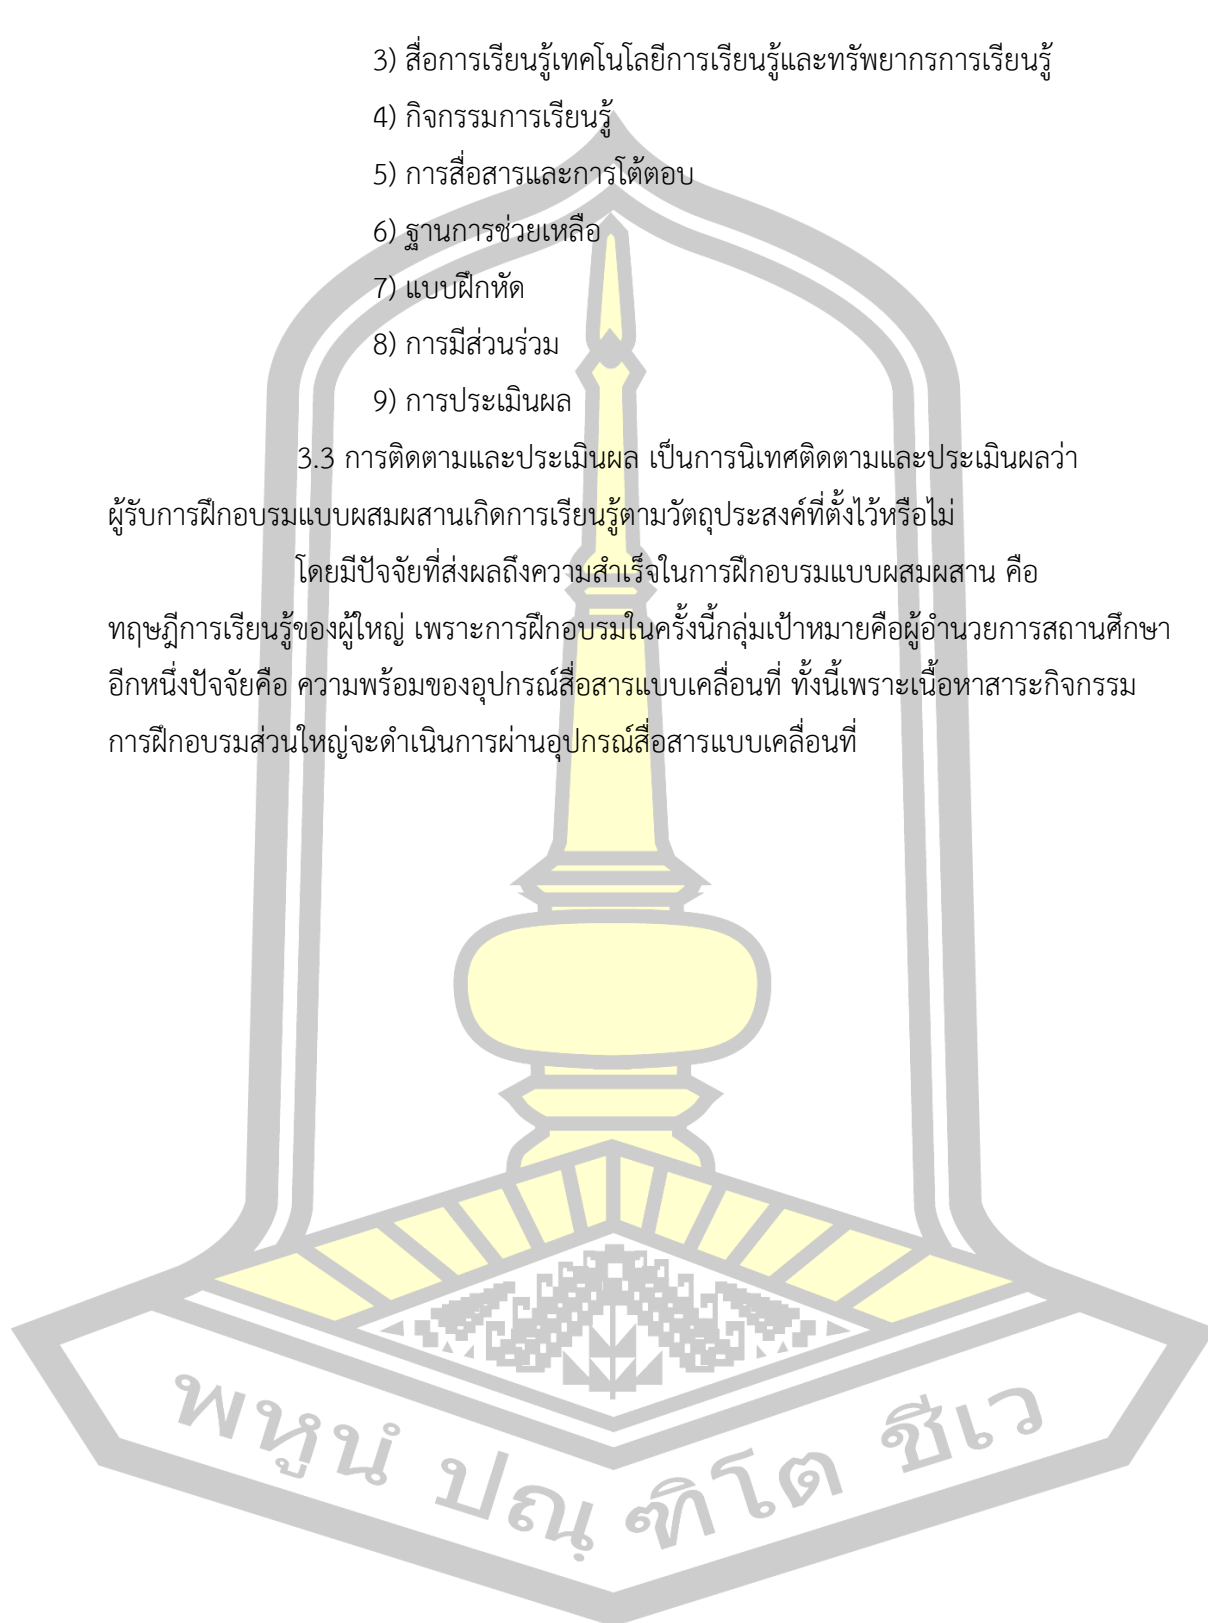 3) สื่อการเรียนรู้เทคโนโลยีการเรียนรู้และทรัพยากรการเรียนรู้
4) กิจกรรมการเรียนรู้
5) การสื่อสารและการโต้ตอบ
6) ฐานการช่วยเหลือ
7) แบบฝึกหัด
8) การมีส่วนร่วม
9) การประเมินผล
3.3 การติดตามและประเมินผล เป็นการนิเทศติดตามและประเมินผลว่า
ผู้รับการฝึกอบรมแบบผสมผสานเกิดการเรียนรู้ตามวัตถุประสงค์ที่ตั้งไว้หรือไม่
โดยมีปัจจัยที่ส่งผลถึงความสำเร็จในการฝึกอบรมแบบผสมผสาน คือ
ทฤษฎีการเรียนรู้ของผู้ใหญ่ เพราะการฝึกอบรมในครั้งนี้กลุ่มเป้าหมายคือผู้อำนวยการสถานศึกษา
อีกหนึ่งปัจจัยคือ ความพร้อมของอุปกรณ์สื่อสารแบบเคลื่อนที่ ทั้งนี้เพราะเนื้อหาสาระกิจกรรม
การฝึกอบรมส่วนใหญ่จะดำเนินการผ่านอุปกรณ์สื่อสารแบบเคลื่อนที่
พหูนํ ปณฺ ฑิโต ชีเว